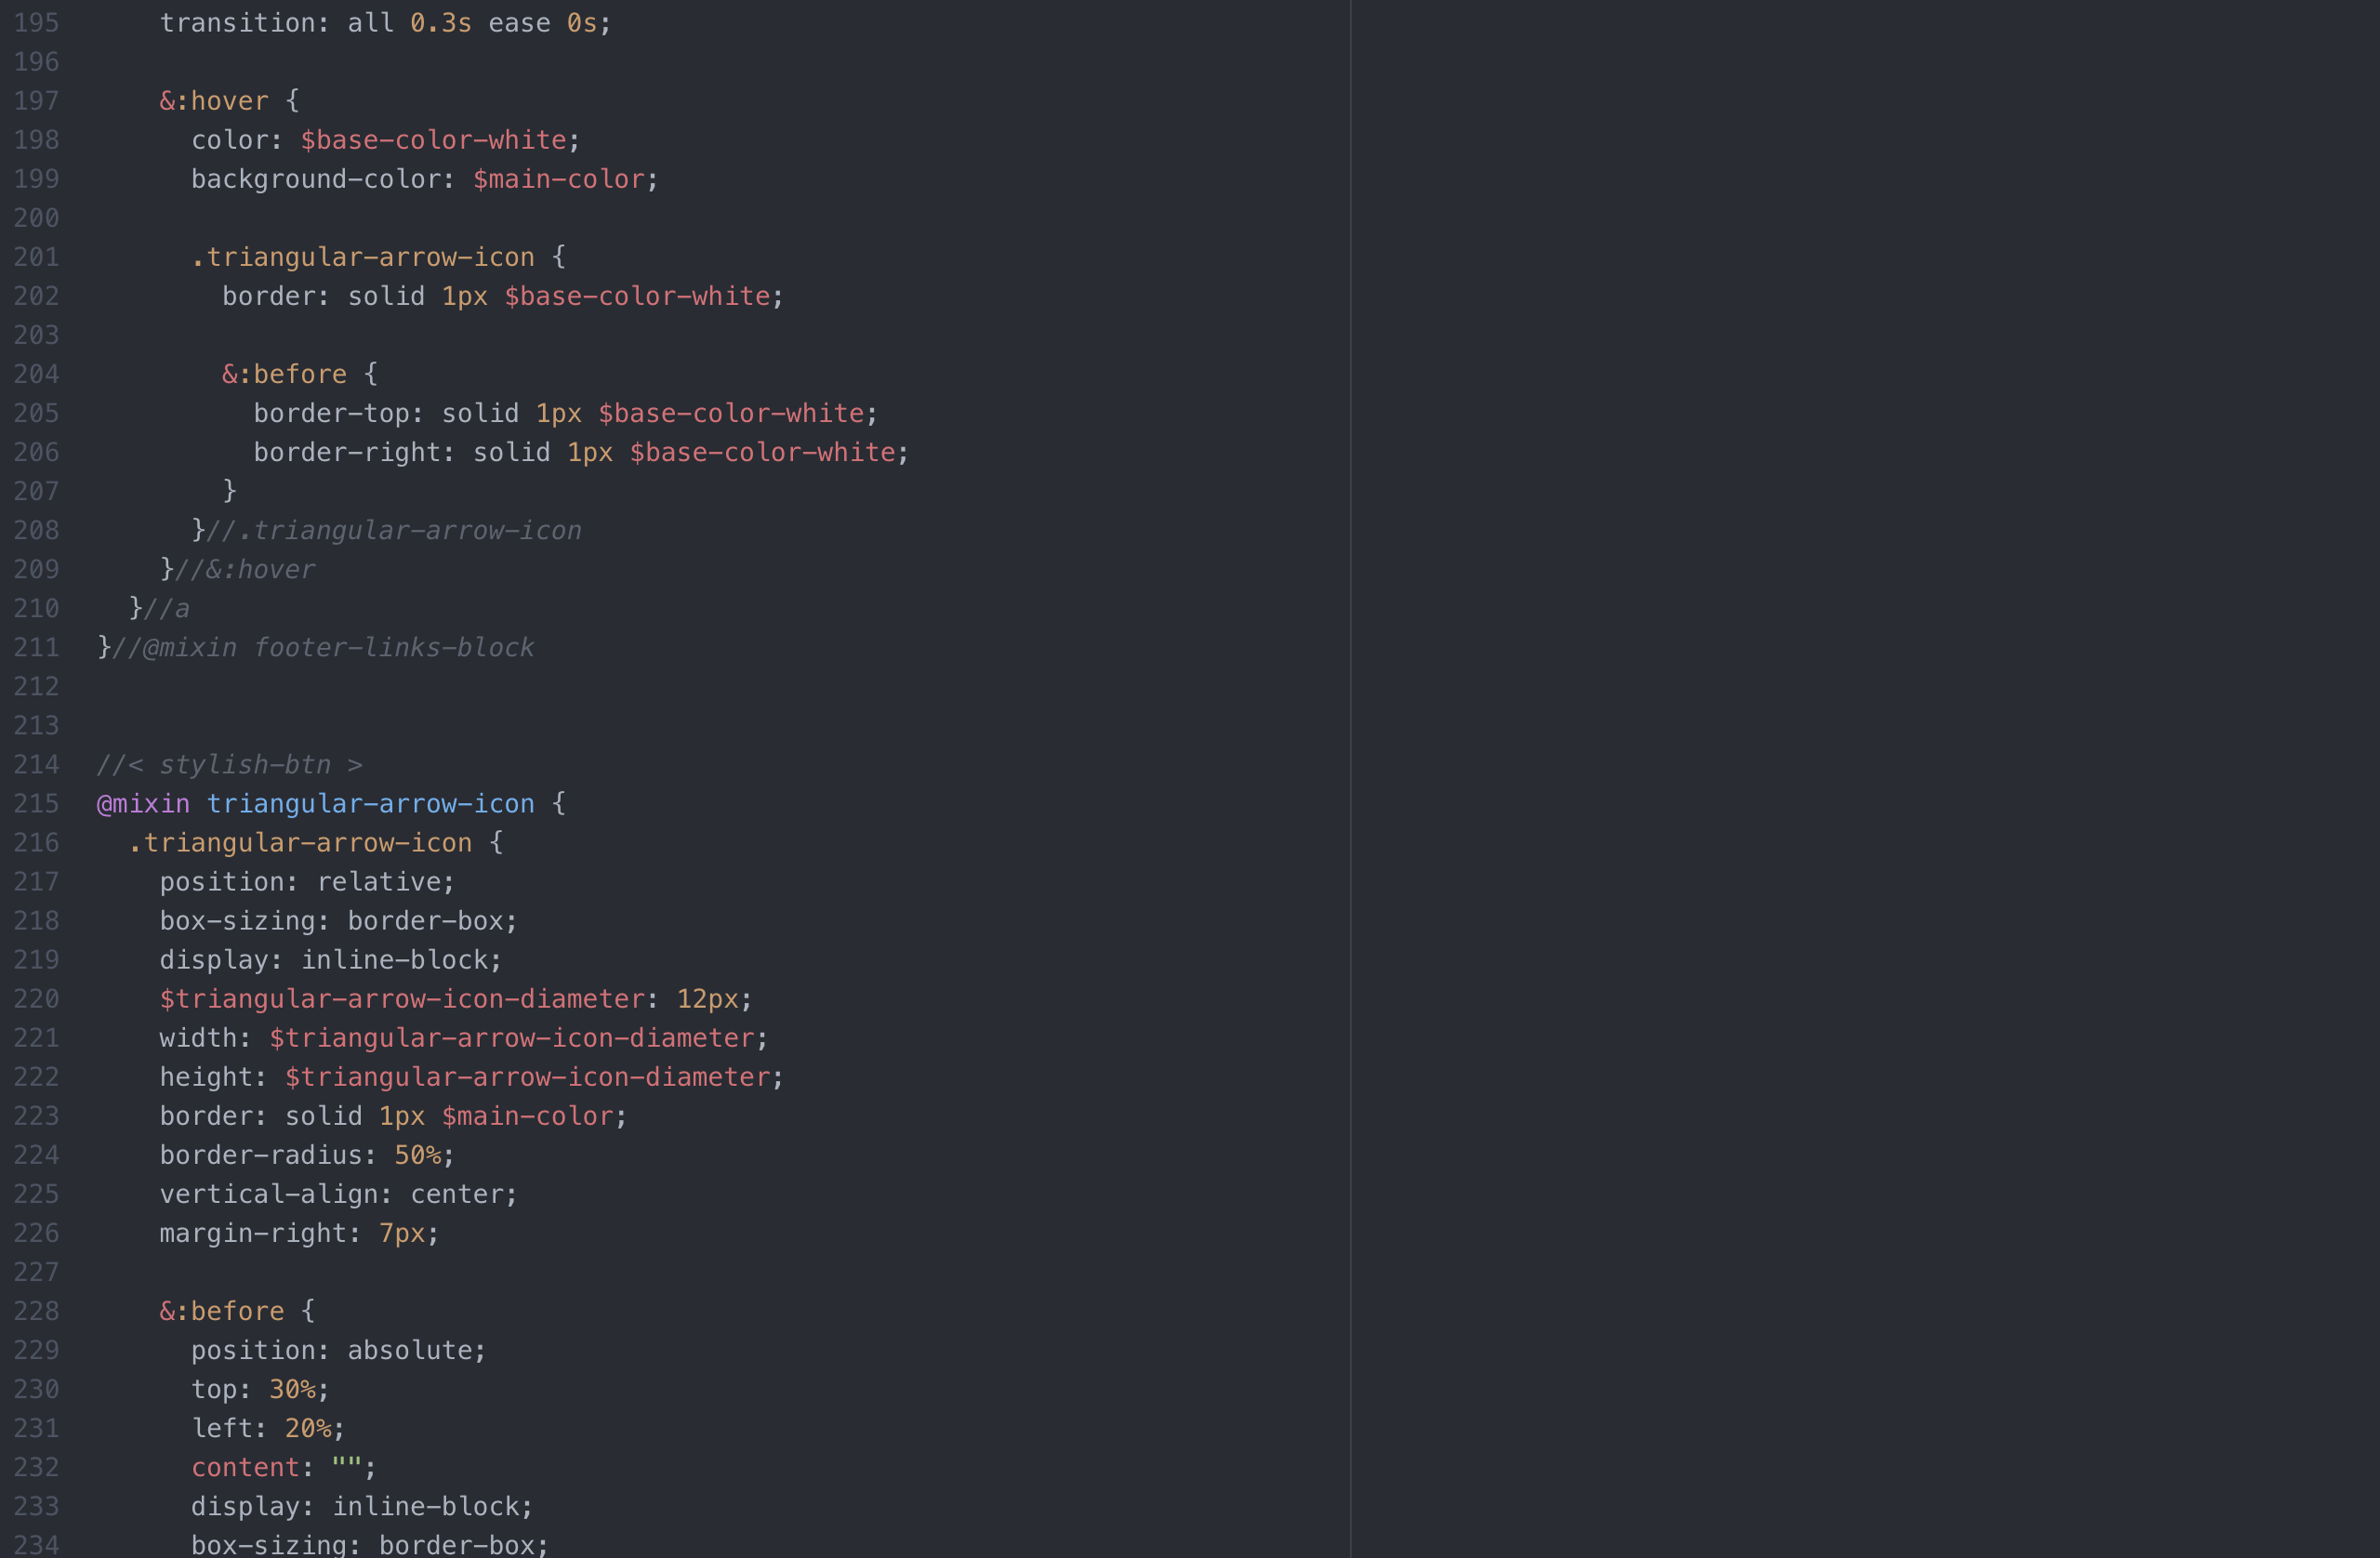 195 transition: all 0.3s ease 0s;
196
197 &:hover {
198 color: $base-color-white;
199 background-color: $main-color;
200
201 .triangular-arrow-icon {
202 border: solid 1px $base-color-white;
203
204 &:before {
205 border-top: solid 1px $base-color-white;
206 border-right: solid 1px $base-color-white;
207 }
208 }//.triangular-arrow-icon
209 }//&:hover
210 }//a
211 }//@mixin footer-links-block
212
213
214 //< stylish-btn >
215 @mixin triangular-arrow-icon {
216 .triangular-arrow-icon {
217 position: relative;
218 box-sizing: border-box;
219 display: inline-block;
220 $triangular-arrow-icon-diameter: 12px;
221 width: $triangular-arrow-icon-diameter;
222 height: $triangular-arrow-icon-diameter;
223 border: solid 1px $main-color;
224 border-radius: 50%;
225 vertical-align: center;
226 margin-right: 7px;
227
228 &:before {
229 position: absolute;
230 top: 30%;
231 left: 20%;
232 content: "";
233 display: inline-block;
234 box-sizing: border-box;